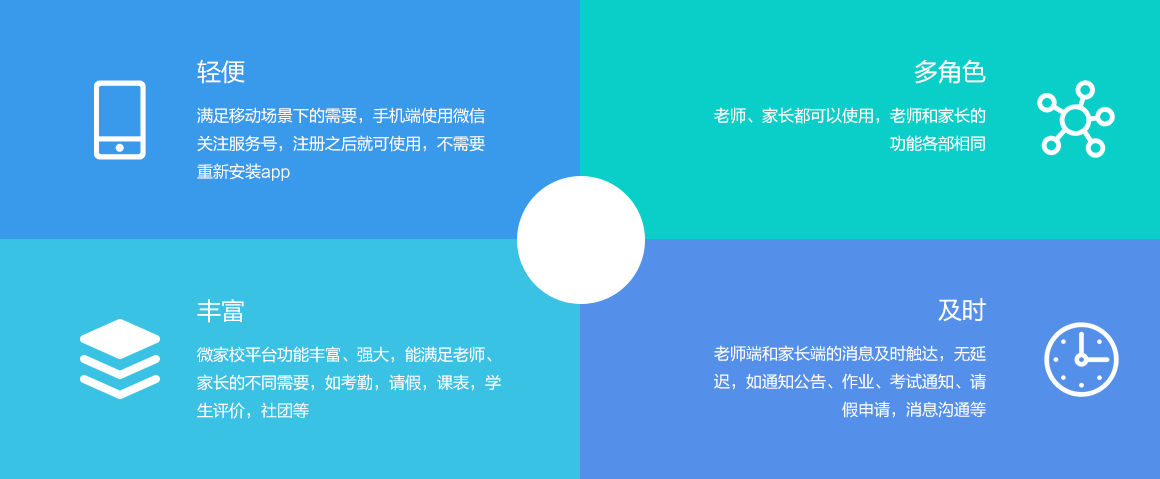 轻便
满足移动场景下的需要，手机端使用微信
关注服务号，注册之后就可使用，不需要
重新安装app
多角色
老师、家长都可以使用，老师和家长的
功能各部相同
丰富
微家校平台功能丰富、强大，能满足老师、
家长的不同需要，如考勤，请假，课表，学
生评价，社团等
及时
老师端和家长端的消息及时触达，无延
迟，如通知公告、作业、考试通知、请
假申请，消息沟通等